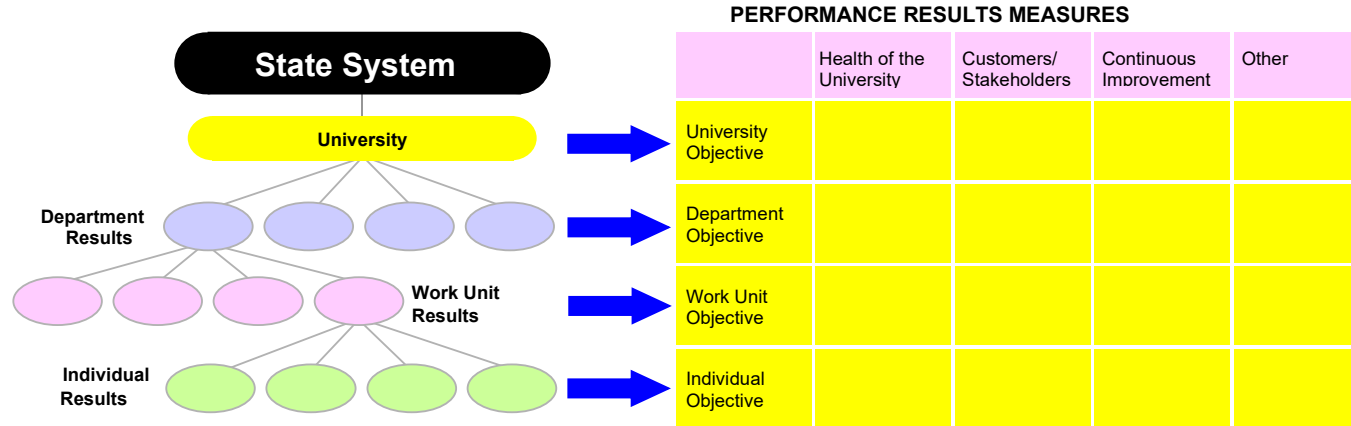 PERFORMANCE RESULTS MEASURES
State System
University
Department
Results
Work Unit
Results
Individual
Results
Health of the
University
Customers/
Stakeholders
Continuous
Improvement
Other
University
Objective
Department
Objective
Work Unit
Objective
Individual
Objective